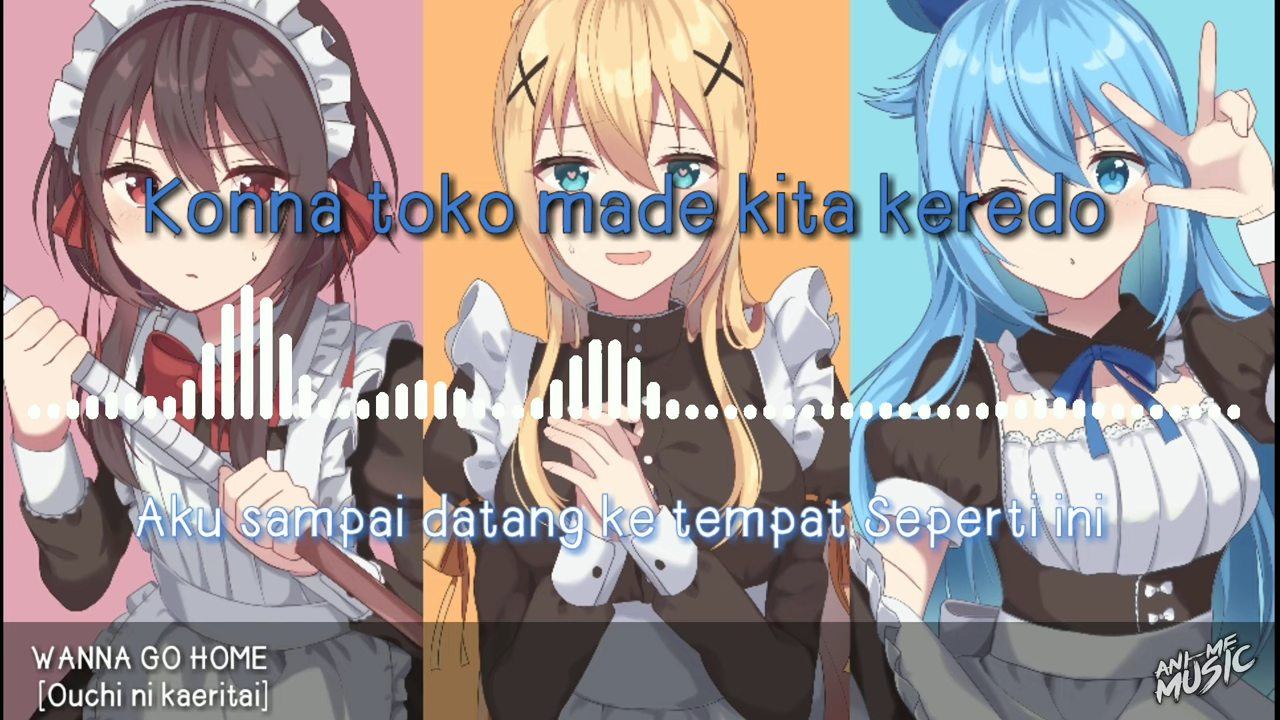 Konna toko made kita keredo
Aku sampai datang ke tempat Seperti ini
WANNA GO HOME
[Ouchi ni kaeritai]
ANI-ME
MUSIC